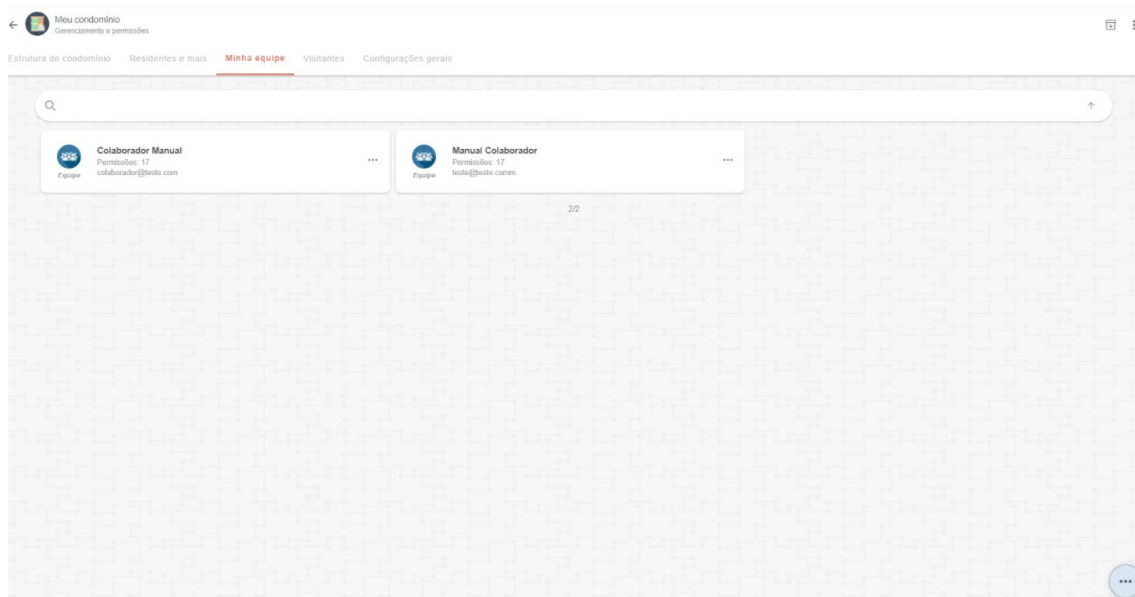 Meu condomínio
Gerenciamento e permissões
Estrutura de condomínio Residentes e mais Minha equipe Visitantes Configurações gerais
Colaborador Manual
Permissões: 17
colaborador@teste.com
Equipe
Manual Colaborador
Permissões: 17
teste@teste.comm
Equipe
2/2